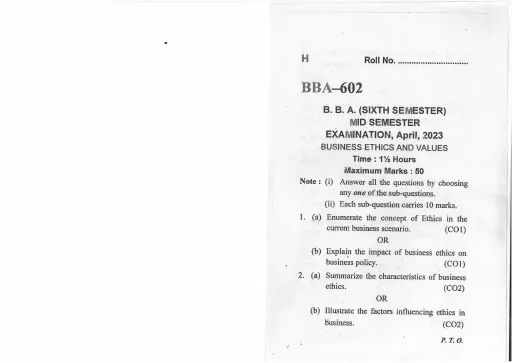 H Roll No. ..............................
BBA–602
B. B. A. (SIXTH SEMESTER)
MID SEMESTER
EXAMINATION, April, 2023
BUSINESS ETHICS AND VALUES
Time : 1½ Hours
Maximum Marks : 50
Note : (i) Answer all the questions by choosing
any one of the sub-questions.
(ii) Each sub-question carries 10 marks.
1. (a) Enumerate the concept of Ethics in the
current business scenario. (CO1)
OR
(b) Explain the impact of business ethics on
business policy. (CO1)
2. (a) Summarize the characteristics of business
ethics. (CO2)
OR
(b) Illustrate the factors influencing ethics in
business. (CO2)
P. T. O.